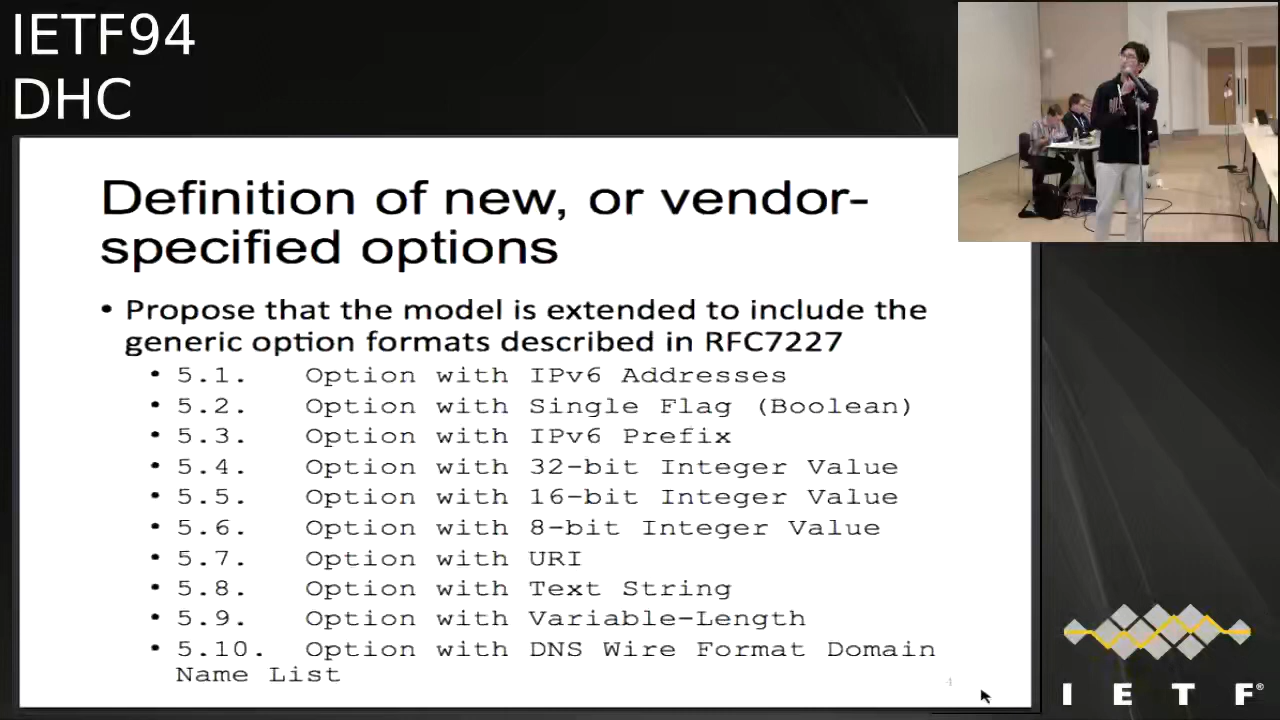 IETF94
DHC
Definition of new, or vendor-
specified options
• Propose that the model is extended to include the
generic option formats described in RFC7227
• 5.1. Option with IPv6 Addresses
• 5.2. Option with Single Flag (Boolean)
• 5.3. Option with IPv6 Prefix
• 5.4. Option with 32-bit Integer Value
• 5.5. Option with 16-bit Integer Value
• 5.6. Option with 8-bit Integer Value
• 5.7. Option with URI
• 5.8. Option with Text String
• 5.9. Option with Variable-Length
• 5.10. Option with DNS Wire Format Domain
Name List
4
I E T F®